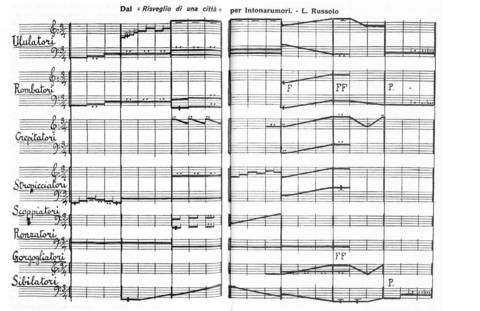 Dal « Risveglio di una città » per Intonarumori. - L. Russolo
Ululatori
Rombatori
F FF P.
Crepitatori
Stropicciatori
Scoppiatori
Ronzatori
Gorgogliatori
FF
Sibilatori
P.